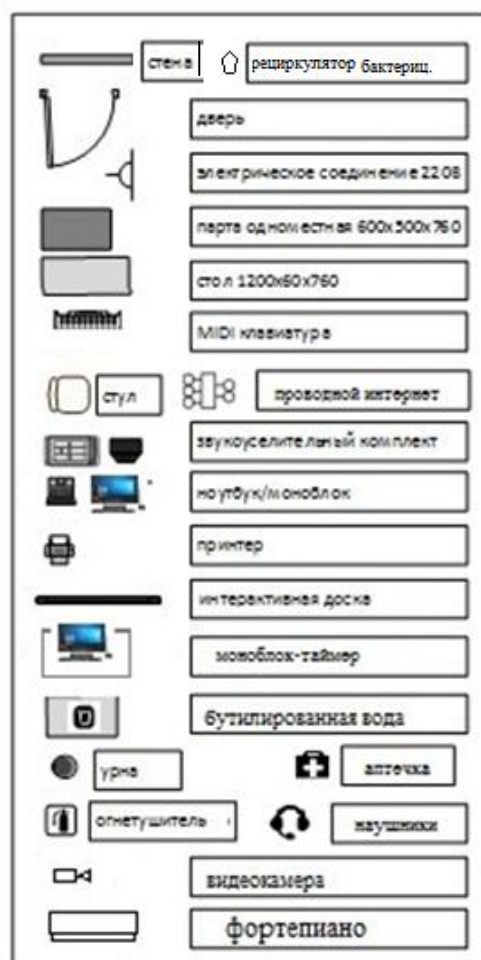 стена
рециркулятор бактериц.
дверь
электрическое соединение 220В
парта одноместная 600х500х760
стол 1200х60х760
MIDI клавиатура
стул
проводной интернет
звукоуселительный комплект
ноутбук/моноблок
принтер
интерактивная доска
моноблок-таймер
бутилированная вода
урна
аптечка
огнетушитель
наушники
видеокамера
фортепиано